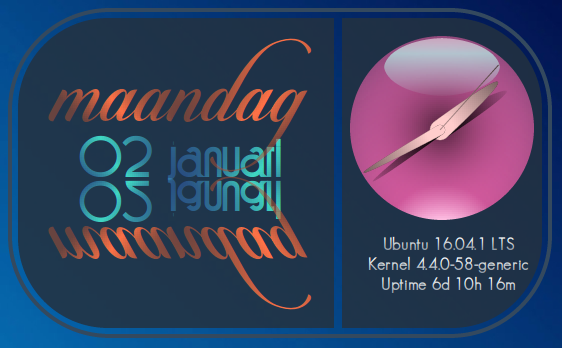 maandag
02 januari
Ubuntu 16.04.1 LTS
Kernel 4.4.0-58-generic
Uptime 6d 10h 16m